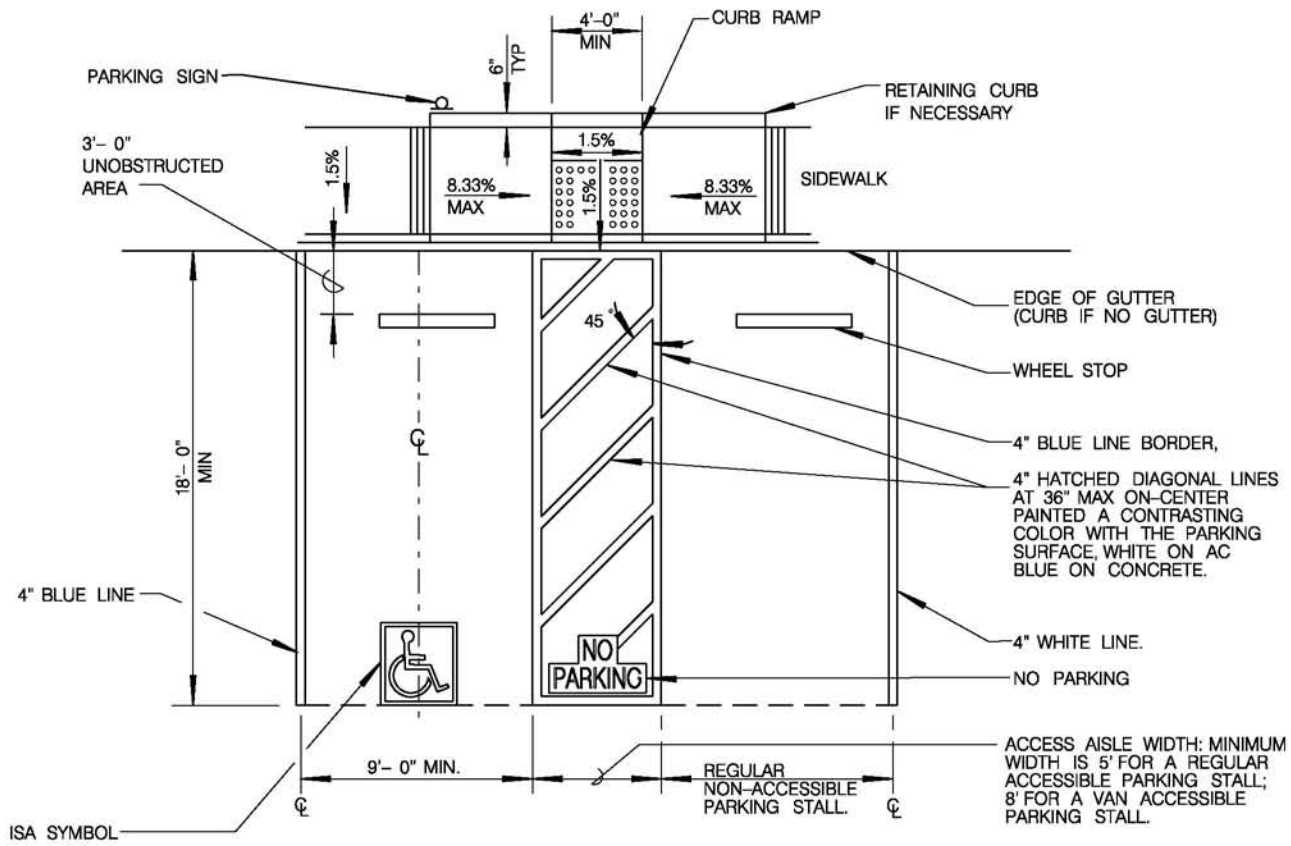 4'-0"
MIN
CURB RAMP
PARKING SIGN
6"
TYP
RETAINING CURB
IF NECESSARY
3'- 0"
UNOBSTRUCTED
AREA
1.5%
1.5%
8.33%
MAX
1.5%
8.33%
MAX
SIDEWALK
EDGE OF GUTTER
(CURB IF NO GUTTER)
45°
WHEEL STOP
℄
18'- 0"
MIN
4" BLUE LINE BORDER,
4" HATCHED DIAGONAL LINES
AT 36" MAX ON-CENTER
PAINTED A CONTRASTING
COLOR WITH THE PARKING
SURFACE, WHITE ON AC
BLUE ON CONCRETE.
4" BLUE LINE
4" WHITE LINE.
NO
PARKING
NO PARKING
9'- 0" MIN.
REGULAR
NON-ACCESSIBLE
PARKING STALL.
ACCESS AISLE WIDTH: MINIMUM
WIDTH IS 5' FOR A REGULAR
ACCESSIBLE PARKING STALL;
8' FOR A VAN ACCESSIBLE
PARKING STALL.
℄
℄
ISA SYMBOL